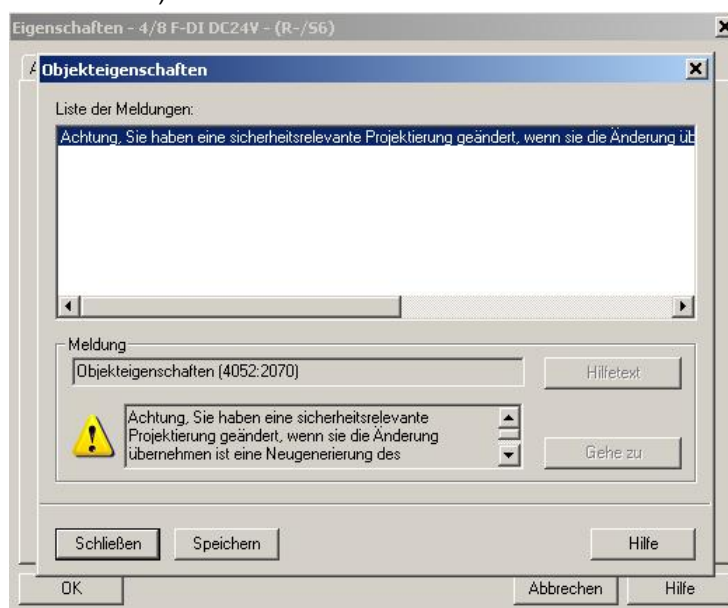 Eigenschaften - 4/8 F-DI DC24V - (R-/S6)
Objekteigenschaften
Liste der Meldungen:
Achtung, Sie haben eine sicherheitsrelevante Projektierung geändert, wenn sie die Änderung
Meldung
Objekteigenschaften (4052:2070)
Hilfetext
Achtung, Sie haben eine sicherheitsrelevante
Projektierung geändert, wenn sie die Änderung
übernehmen ist eine Neugenerierung des
Gehe zu
Schließen
Speichern
Hilfe
OK
Abbrechen
Hilfe